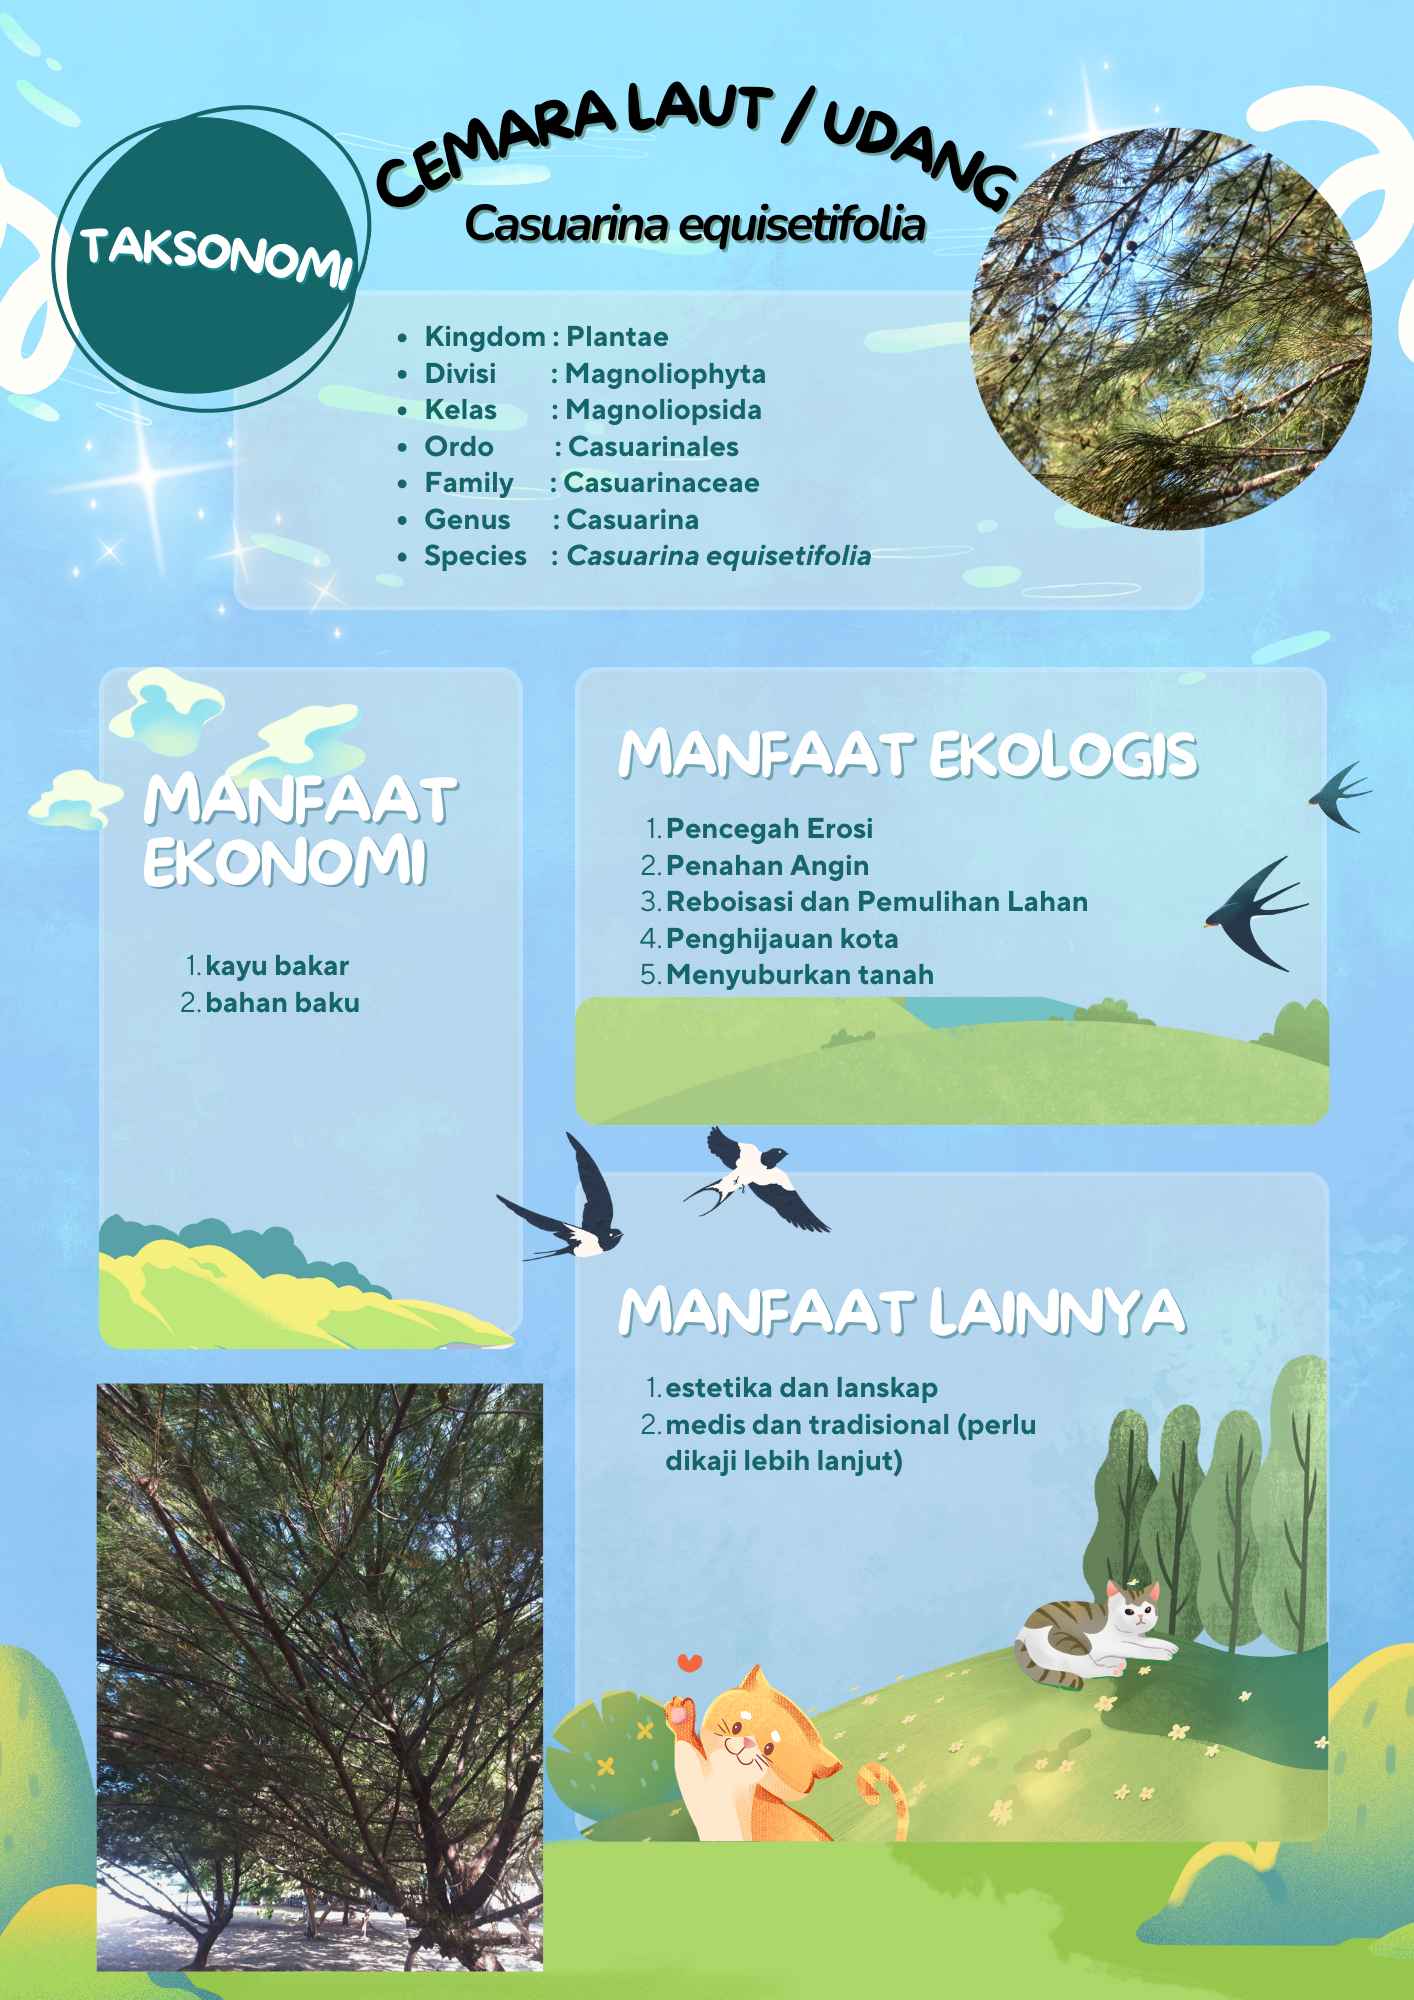 CEMARA LAUT / UDANG
Casuarina equisetifolia
TAKSONOMI
• Kingdom : Plantae
• Divisi : Magnoliophyta
• Kelas : Magnoliopsida
• Ordo : Casuarinales
• Family : Casuarinaceae
• Genus : Casuarina
• Species : Casuarina equisetifolia
MANFAAT
EKONOMI
1. kayu bakar
2. bahan baku
MANFAAT EKOLOGIS
1. Pencegah Erosi
2. Penahan Angin
3. Reboisasi dan Pemulihan Lahan
4. Penghijauan kota
5. Menyuburkan tanah
MANFAAT LAINNYA
1. estetika dan lanskap
2. medis dan tradisional (perlu
dikaji lebih lanjut)